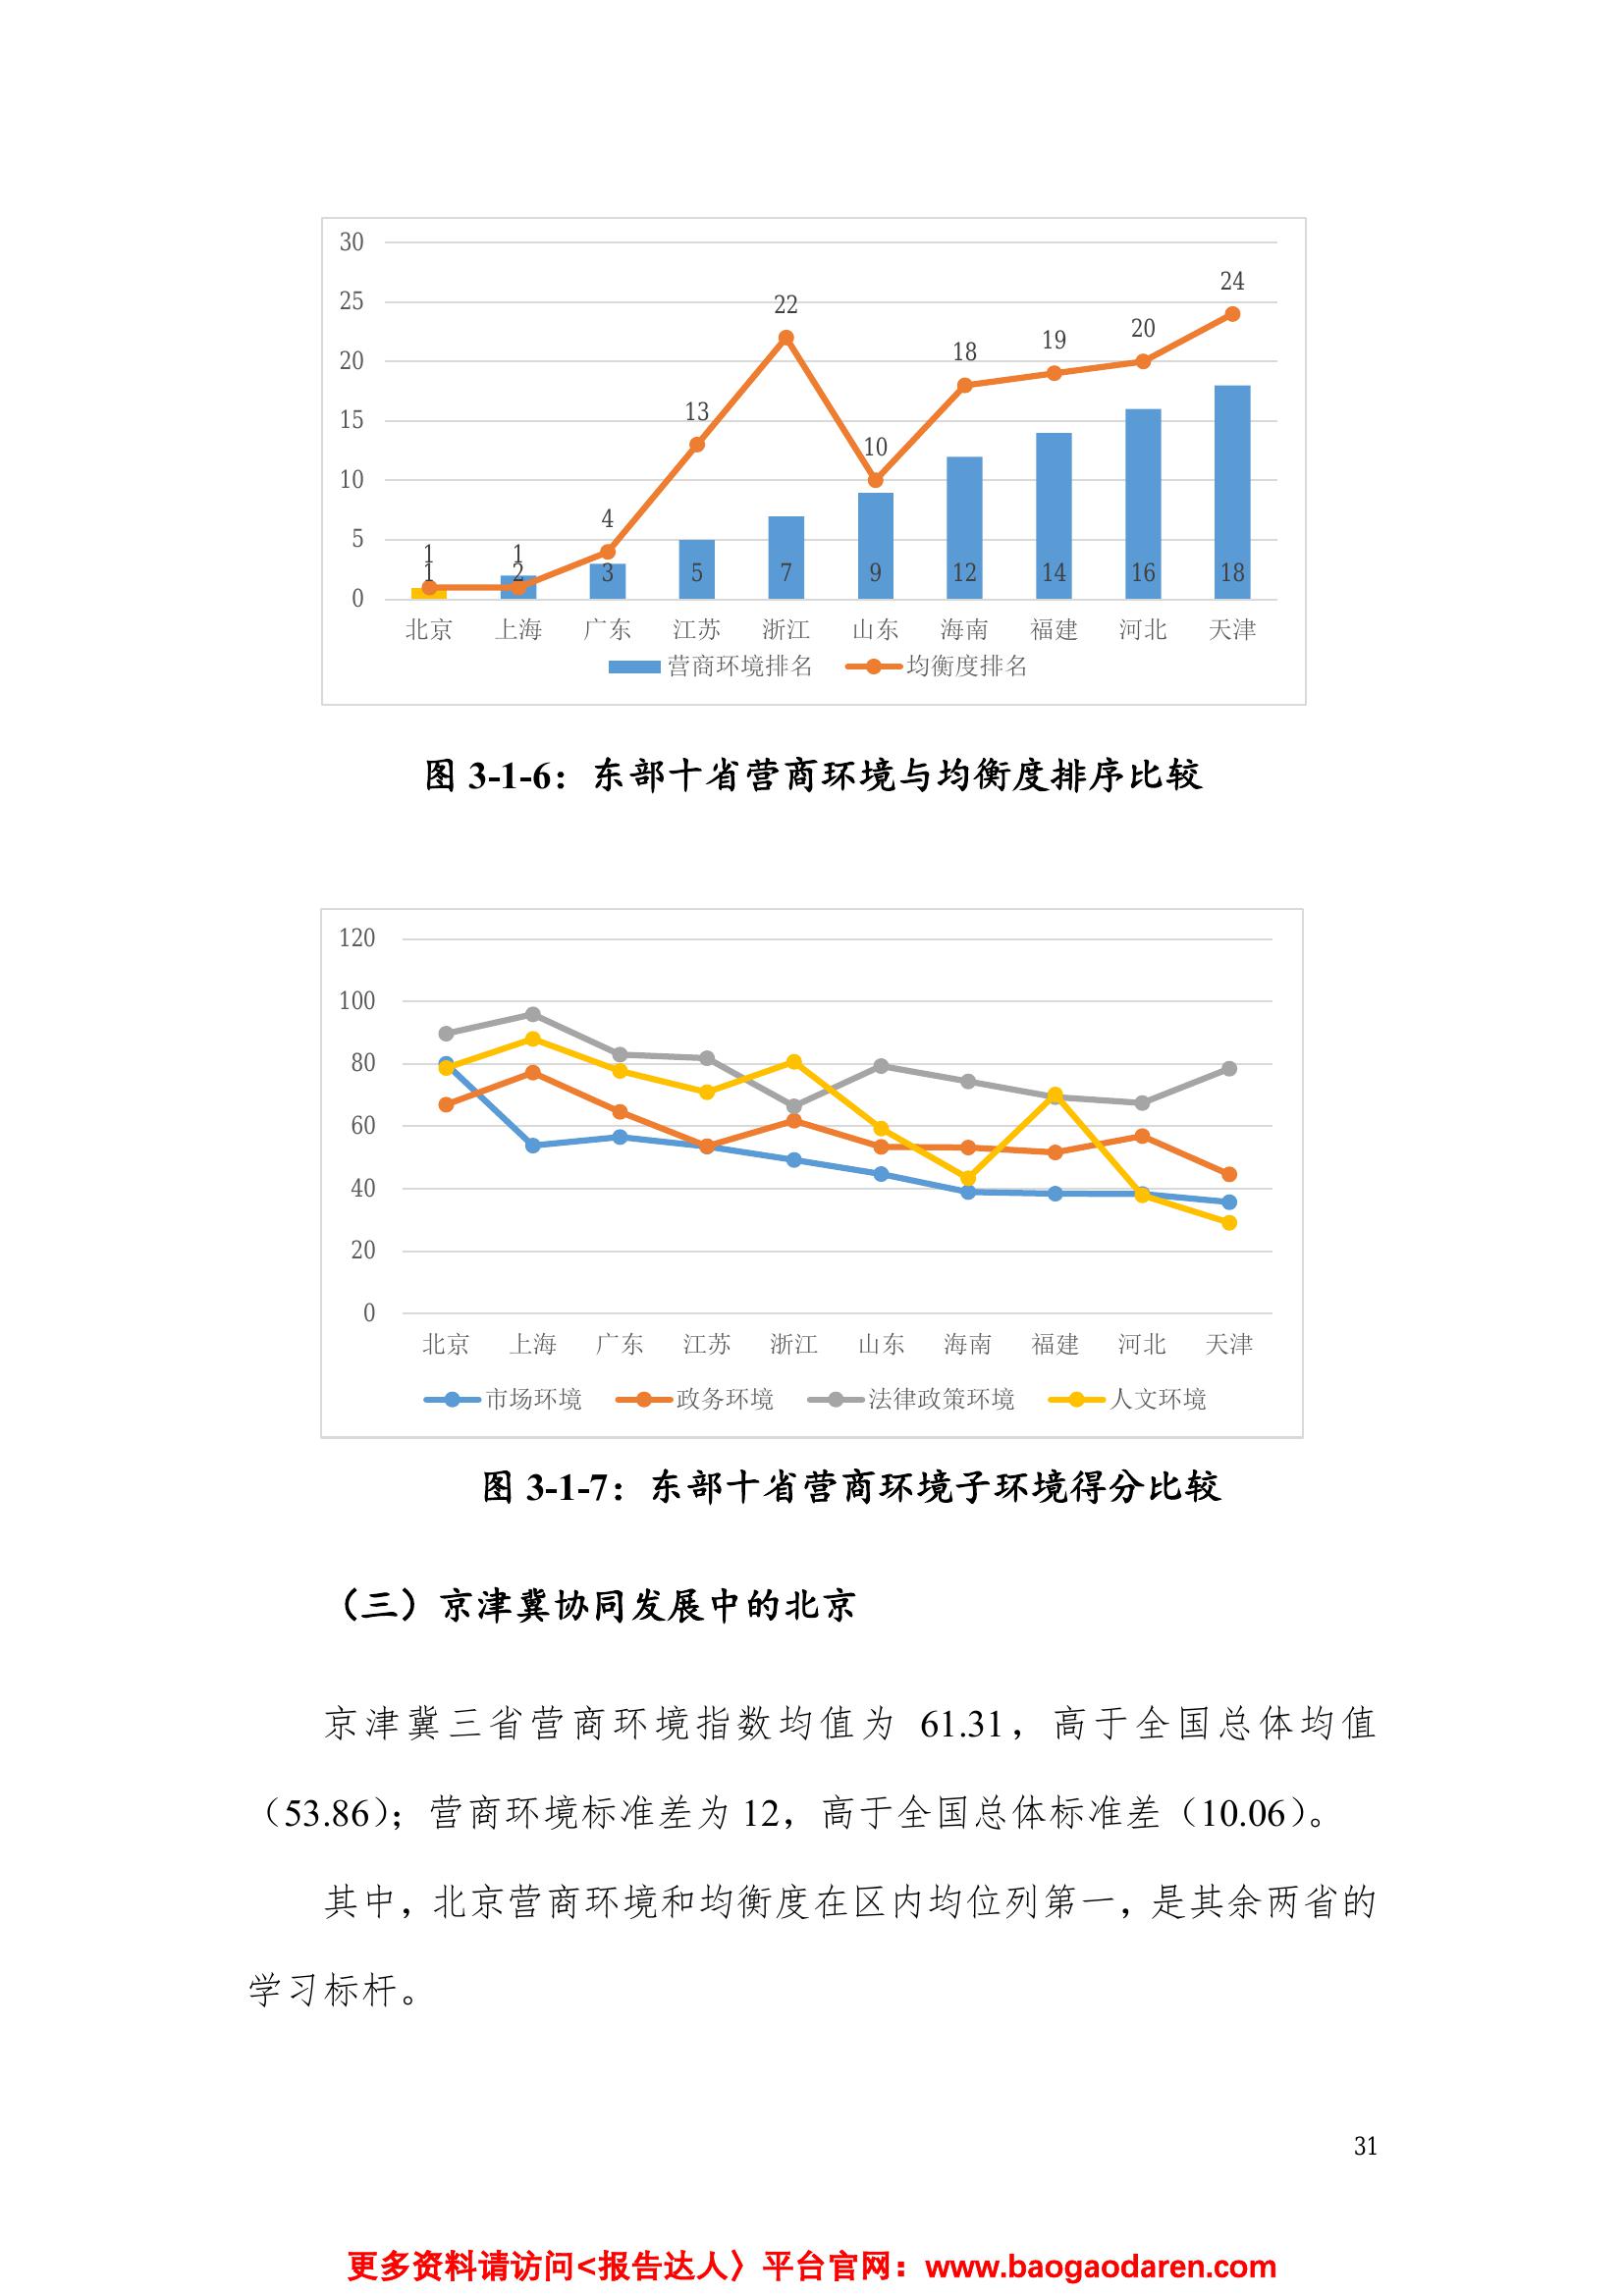 30
25
20
15
10
5
0
1
1
4
13
22
10
18
19
20
24
1
2
3
5
7
9
12
14
16
18
北京 上海 广东 江苏 浙江 山东 海南 福建 河北 天津
营商环境排名 均衡度排名
图 3-1-6：东部十省营商环境与均衡度排序比较
120
100
80
60
40
20
0
北京 上海 广东 江苏 浙江 山东 海南 福建 河北 天津
市场环境 政务环境 法律政策环境 人文环境
图 3-1-7：东部十省营商环境子环境得分比较
（三）京津冀协同发展中的北京
京津冀三省营商环境指数均值为 61.31，高于全国总体均值
（53.86）；营商环境标准差为 12，高于全国总体标准差（10.06）。
其中，北京营商环境和均衡度在区内均位列第一，是其余两省的
学习标杆。
31
更多资料请访问<报告达人〉平台官网：www.baogaodaren.com